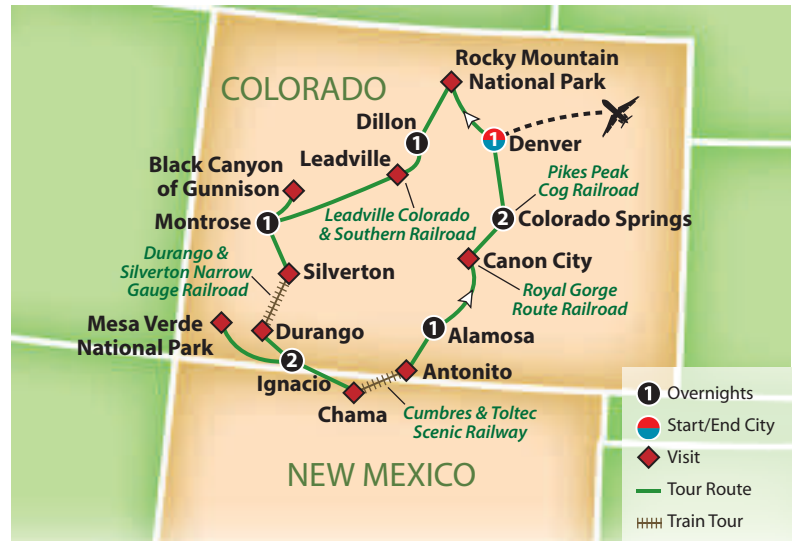 Rocky Mountain
National Park
COLORADO
Dillon
1
1
Denver
Black Canyon
of Gunnison
Leadville
Pikes Peak
Cog Railroad
Montrose
1
Leadville Colorado
& Southern Railroad
2
Colorado Springs
Durango &
Silverton Narrow
Gauge Railroad
Silverton
Canon City
Royal Gorge
Route Railroad
Mesa Verde
National Park
Durango
1
Alamosa
2
Ignacio
Antonito
Chama
Cumbres & Toltec
Scenic Railway
NEW MEXICO
1 Overnights
Start/End City
Visit
Tour Route
Train Tour